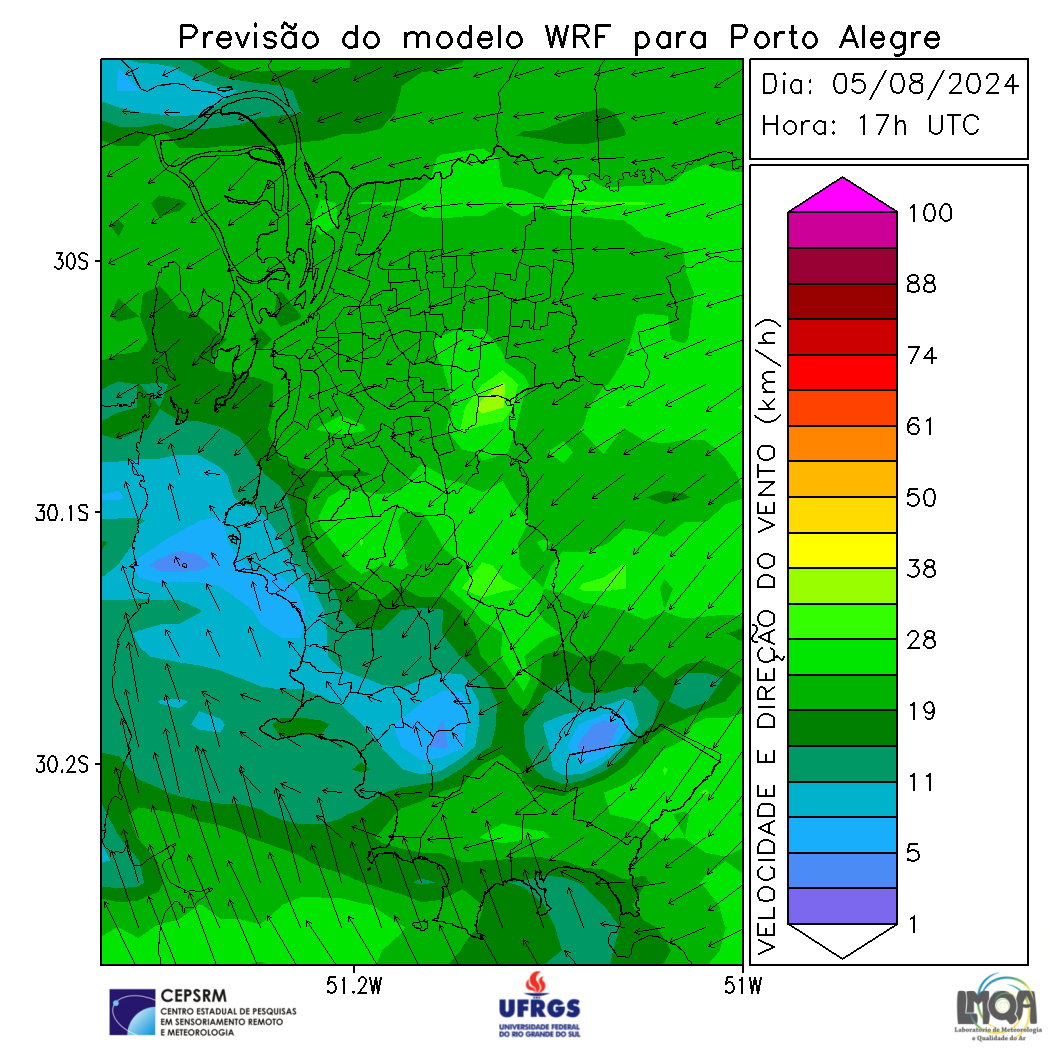 Previsão do modelo WRF para Porto Alegre
Dia: 05/08/2024
Hora: 17h UTC
30S
30.1S
30.2S
51.2W
51W
VELOCIDADE E DIREÇÃO DO VENTO (km/h)
100
88
74
61
50
38
28
19
11
5
1
CEPSRM
CENTRO ESTADUAL DE PESQUISAS
EM SENSORIAMENTO REMOTO
E METEOROLOGIA
UFRGS
UNIVERSIDADE FEDERAL
DO RIO GRANDE DO SUL
LMQA
Laboratório de Meteorologia
e Qualidade do Ar